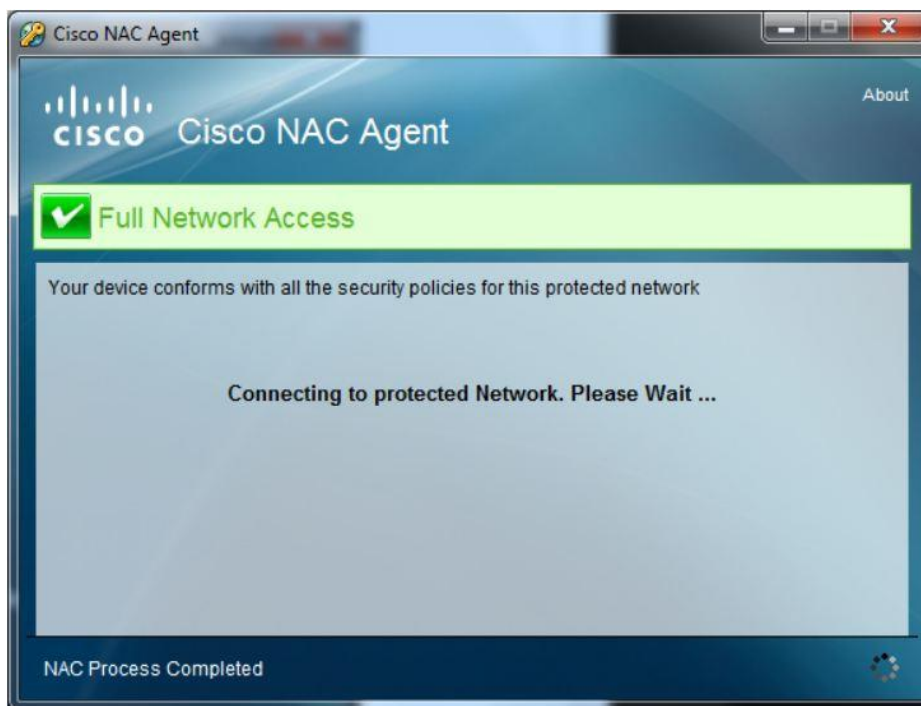 Cisco NAC Agent
About
CISCO
Cisco NAC Agent
Full Network Access
Your device conforms with all the security policies for this protected network
Connecting to protected Network. Please Wait ...
NAC Process Completed